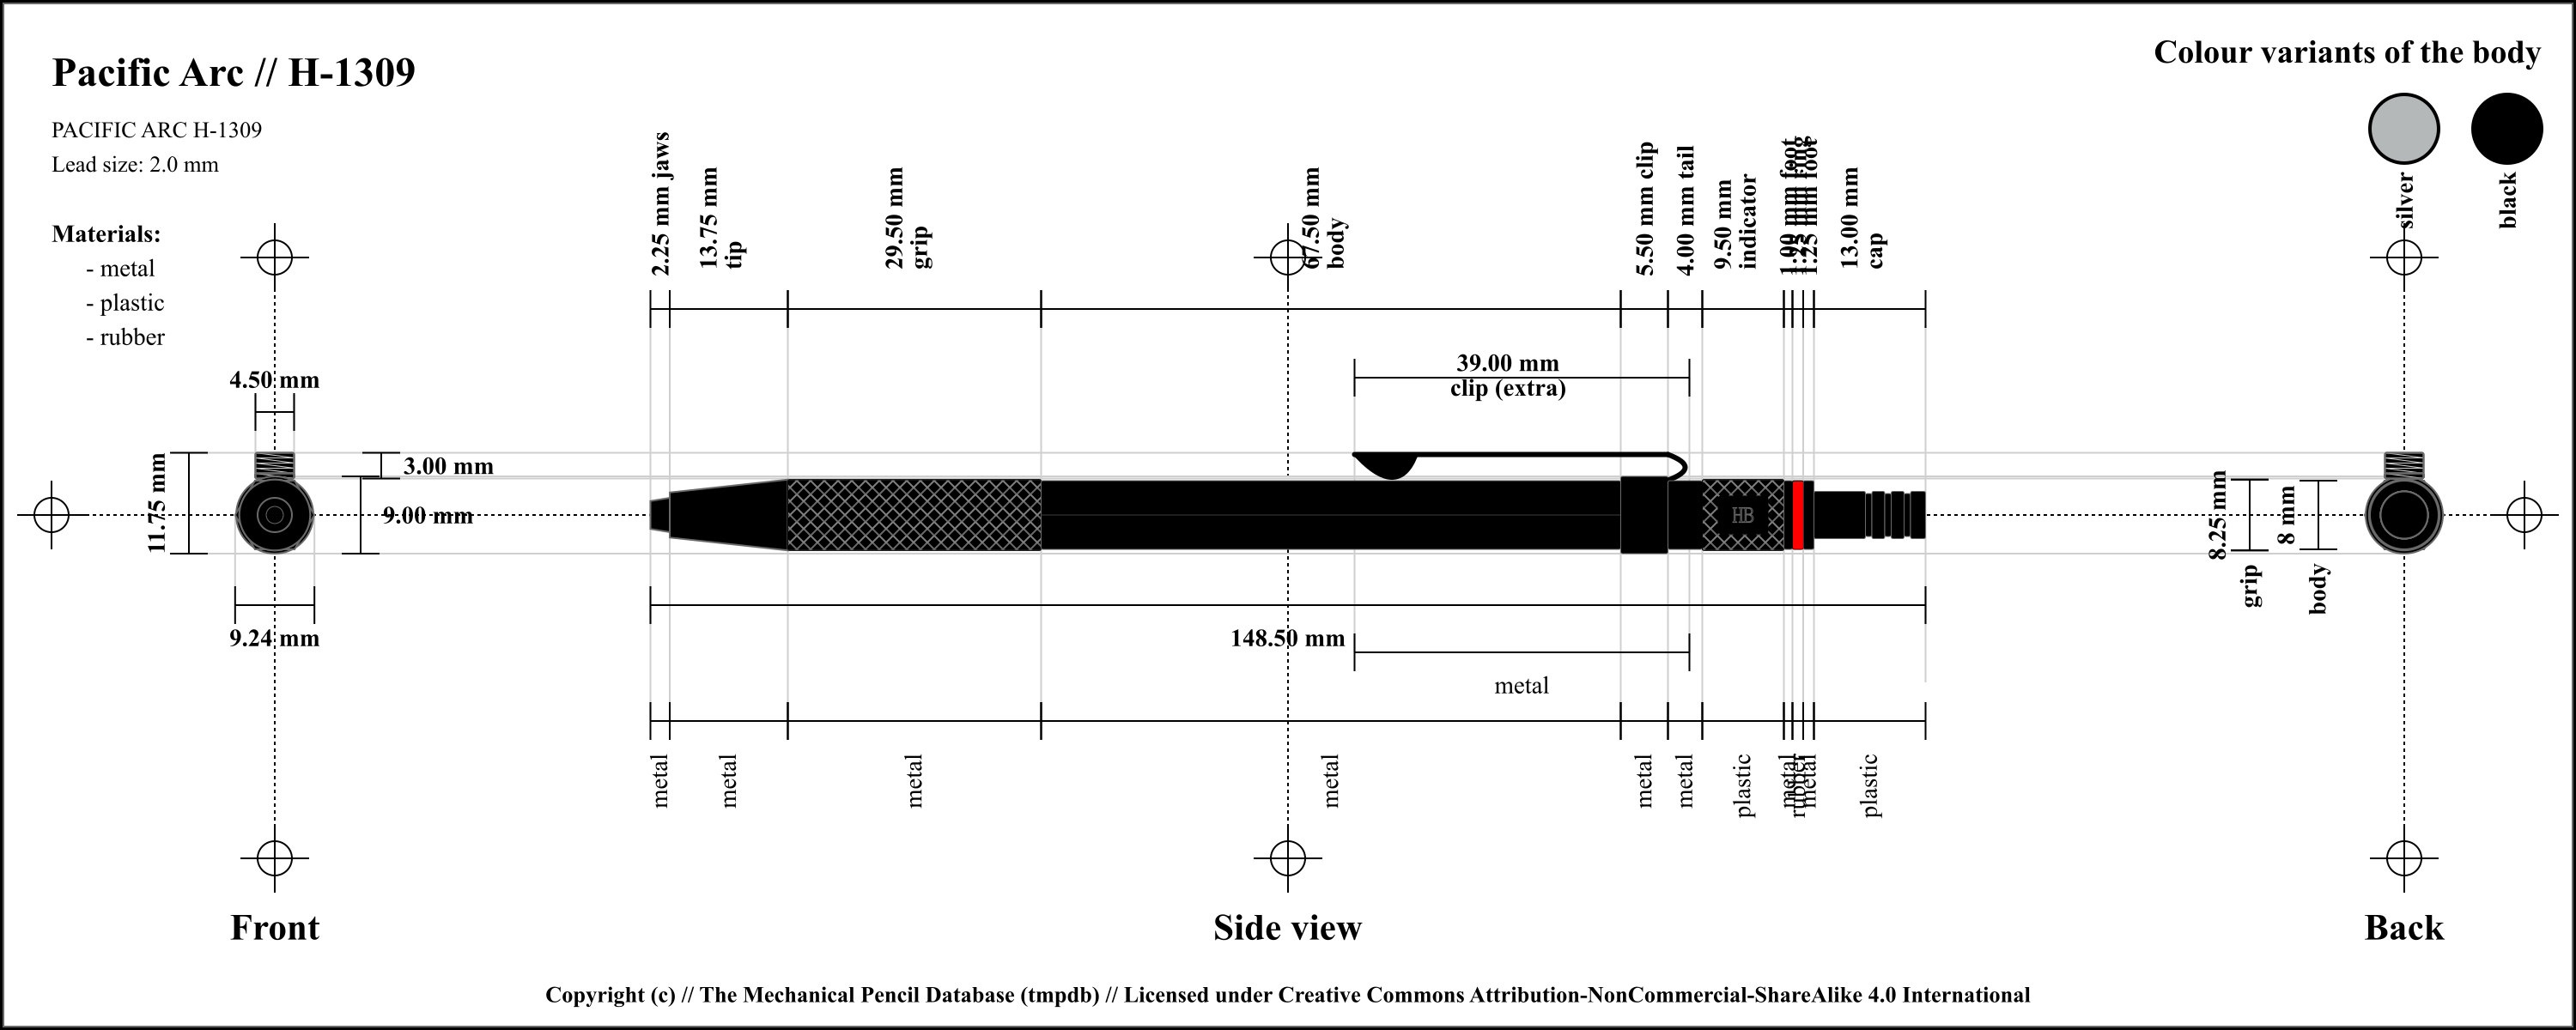 Pacific Arc // H-1309
PACIFIC ARC H-1309
Lead size: 2.0 mm
Materials:
- metal
- plastic
- rubber
Colour variants of the body
silver
black
2.25 mm jaws
13.75 mm
tip
29.50 mm
grip
67.50 mm
body
5.50 mm clip
4.00 mm tail
9.50 mm
indicator
1.00 mm foot
1.25 mm ring
1.25 mm foot
13.00 mm
cap
39.00 mm
clip (extra)
4.50 mm
11.75 mm
3.00 mm
9.00 mm
9.24 mm
HB
8.25 mm
grip
8 mm
body
148.50 mm
metal
metal
metal
metal
metal
metal
metal
plastic
metal
rubber
metal
plastic
Front
Side view
Back
Copyright (c) // The Mechanical Pencil Database (tmpdb) // Licensed under Creative Commons Attribution-NonCommercial-ShareAlike 4.0 International